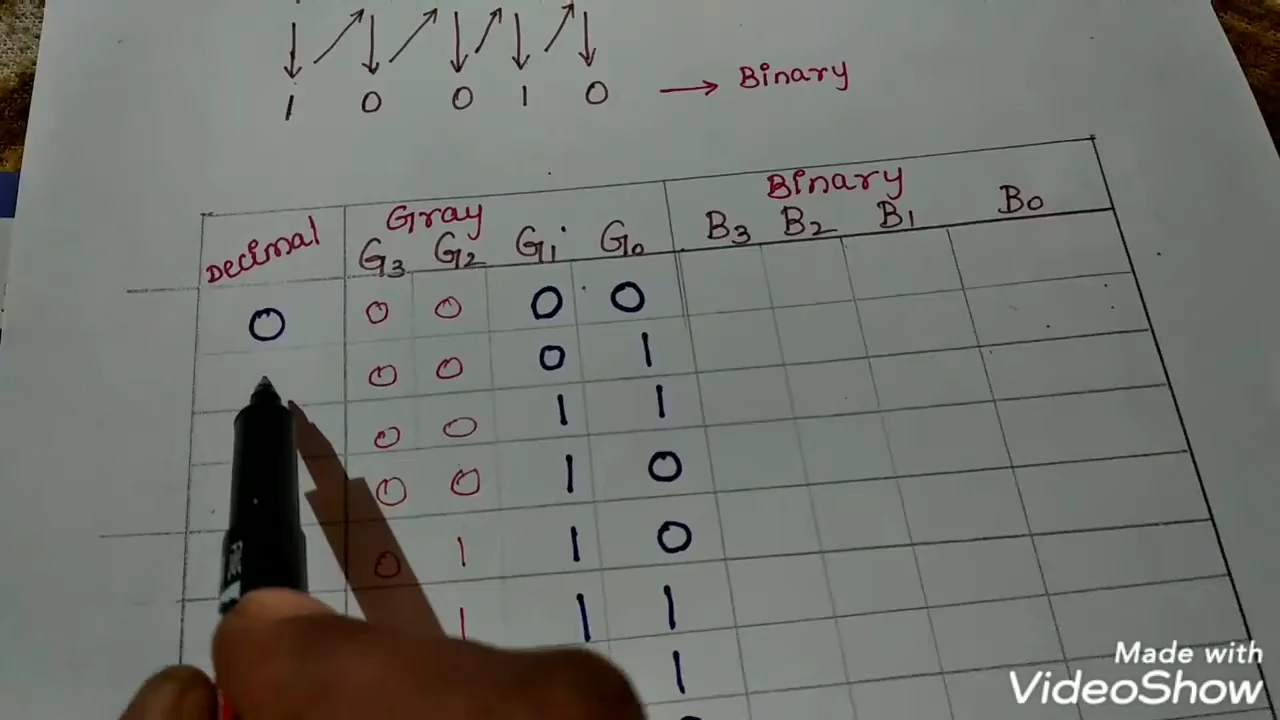 1 0 0 1 0 → Binary
Decimal Gray Binary
G3 G2 G1 G0 B3 B2 B1 B0
0 0 0 0 0
0 0 0 1
0 0 1 1
0 0 1 0
0 1 1 0
1 1 1
1
Made with
VideoShow